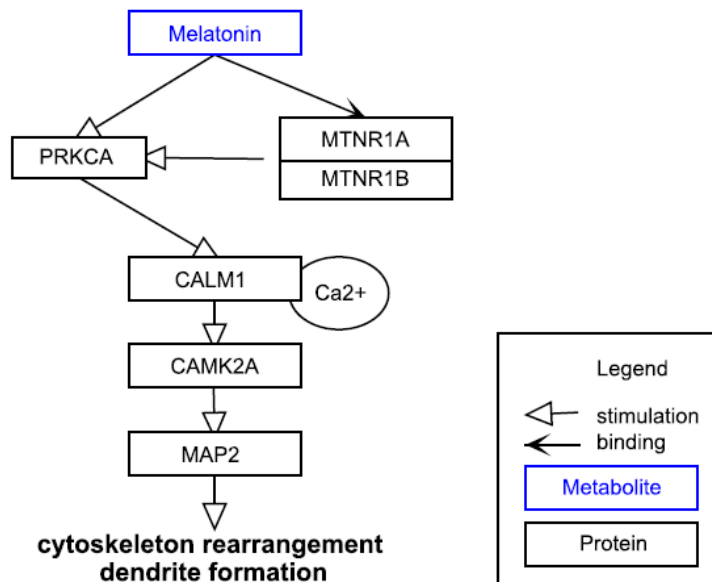 Melatonin
MTNR1A
PRKCA
MTNR1B
CALM1
Ca2+
CAMK2A
MAP2
cytoskeleton rearrangement
dendrite formation
Legend
stimulation
binding
Metabolite
Protein